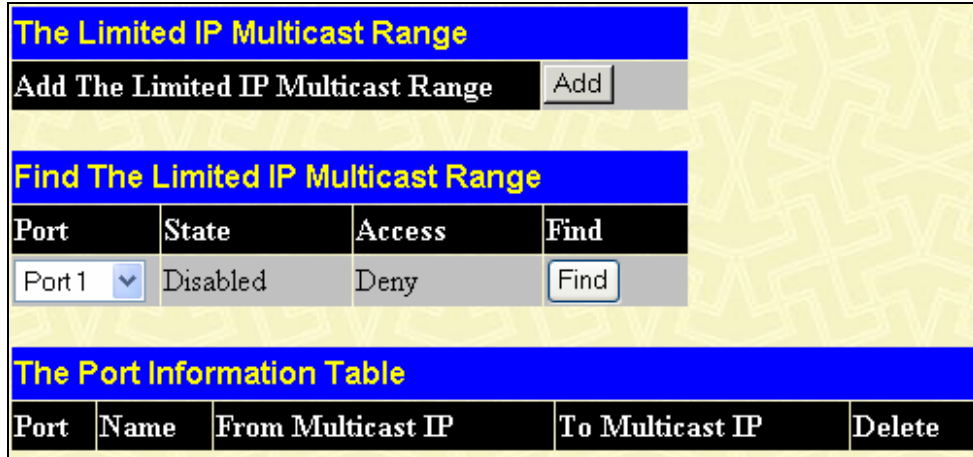 The Limited IP Multicast Range
Add The Limited IP Multicast Range Add
Find The Limited IP Multicast Range
Port State Access Find
Port 1 Disabled Deny Find
The Port Information Table
Port Name From Multicast IP To Multicast IP Delete